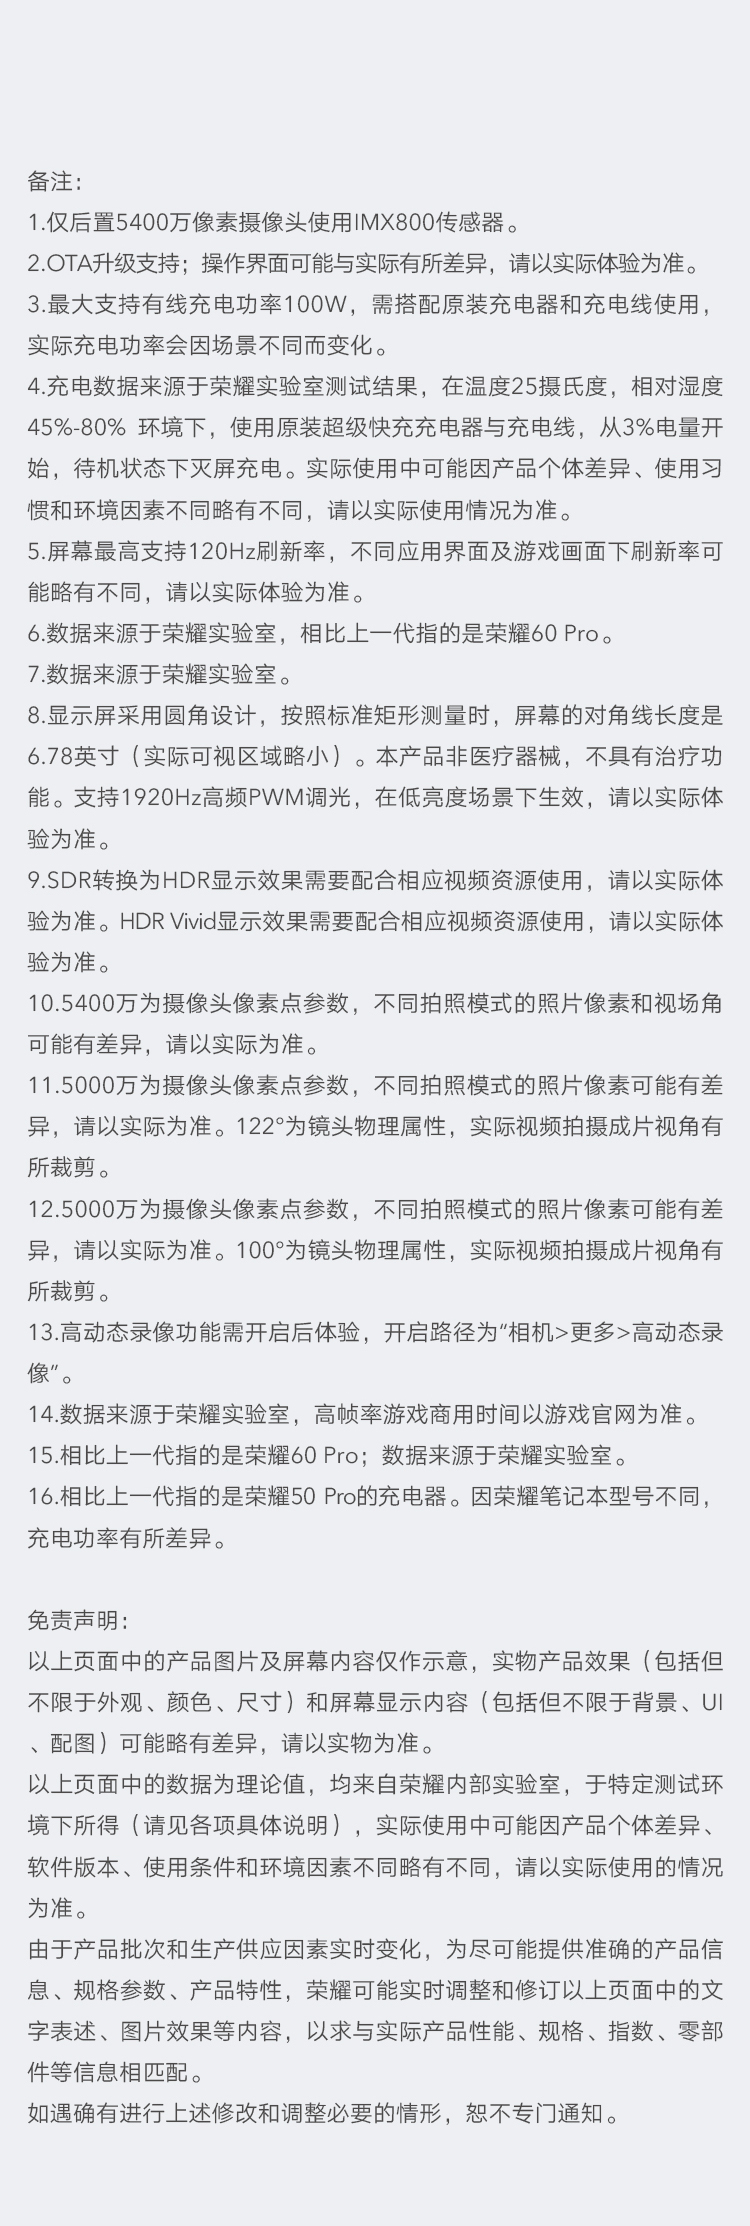 备注：
1.仅后置5400万像素摄像头使用IMX800传感器。
2.OTA升级支持；操作界面可能与实际有所差异，请以实际体验为准。
3.最大支持有线充电功率100W，需搭配原装充电器和充电线使用，
实际充电功率会因场景不同而变化。
4.充电数据来源于荣耀实验室测试结果，在温度25摄氏度，相对湿度
45%-80% 环境下，使用原装超级快充充电器与充电线，从3%电量开
始，待机状态下灭屏充电。实际使用中可能因产品个体差异、使用习
惯和环境因素不同略有不同，请以实际使用情况为准。
5.屏幕最高支持120Hz刷新率，不同应用界面及游戏画面下刷新率可
能略有不同，请以实际体验为准。
6.数据来源于荣耀实验室，相比上一代指的是荣耀60 Pro。
7.数据来源于荣耀实验室。
8.显示屏采用圆角设计，按照标准矩形测量时，屏幕的对角线长度是
6.78英寸（实际可视区域略小）。本产品非医疗器械，不具有治疗功
能。支持1920Hz高频PWM调光，在低亮度场景下生效，请以实际体
验为准。
9.SDR转换为HDR显示效果需要配合相应视频资源使用，请以实际体
验为准。HDR Vivid显示效果需要配合相应视频资源使用，请以实际体
验为准。
10.5400万为摄像头像素点参数，不同拍照模式的照片像素和视场角
可能有差异，请以实际为准。
11.5000万为摄像头像素点参数，不同拍照模式的照片像素可能有差
异，请以实际为准。122°为镜头物理属性，实际视频拍摄成片视角有
所裁剪。
12.5000万为摄像头像素点参数，不同拍照模式的照片像素可能有差
异，请以实际为准。100°为镜头物理属性，实际视频拍摄成片视角有
所裁剪。
13.高动态录像功能需开启后体验，开启路径为“相机>更多>高动态录
像”。
14.数据来源于荣耀实验室，高帧率游戏商用时间以游戏官网为准。
15.相比上一代指的是荣耀60 Pro；数据来源于荣耀实验室。
16.相比上一代指的是荣耀50 Pro的充电器。因荣耀笔记本型号不同，
充电功率有所差异。
免责声明：
以上页面中的产品图片及屏幕内容仅作示意，实物产品效果（包括但
不限于外观、颜色、尺寸）和屏幕显示内容（包括但不限于背景、UI
、配图）可能略有差异，请以实物为准。
以上页面中的数据为理论值，均来自荣耀内部实验室，于特定测试环
境下所得（请见各项具体说明），实际使用中可能因产品个体差异、
软件版本、使用条件和环境因素不同略有不同，请以实际使用的情况
为准。
由于产品批次和生产供应因素实时变化，为尽可能提供准确的产品信
息、规格参数、产品特性，荣耀可能实时调整和修订以上页面中的文
字表述、图片效果等内容，以求与实际产品性能、规格、指数、零部
件等信息相匹配。
如遇确有进行上述修改和调整必要的情形，恕不专门通知。